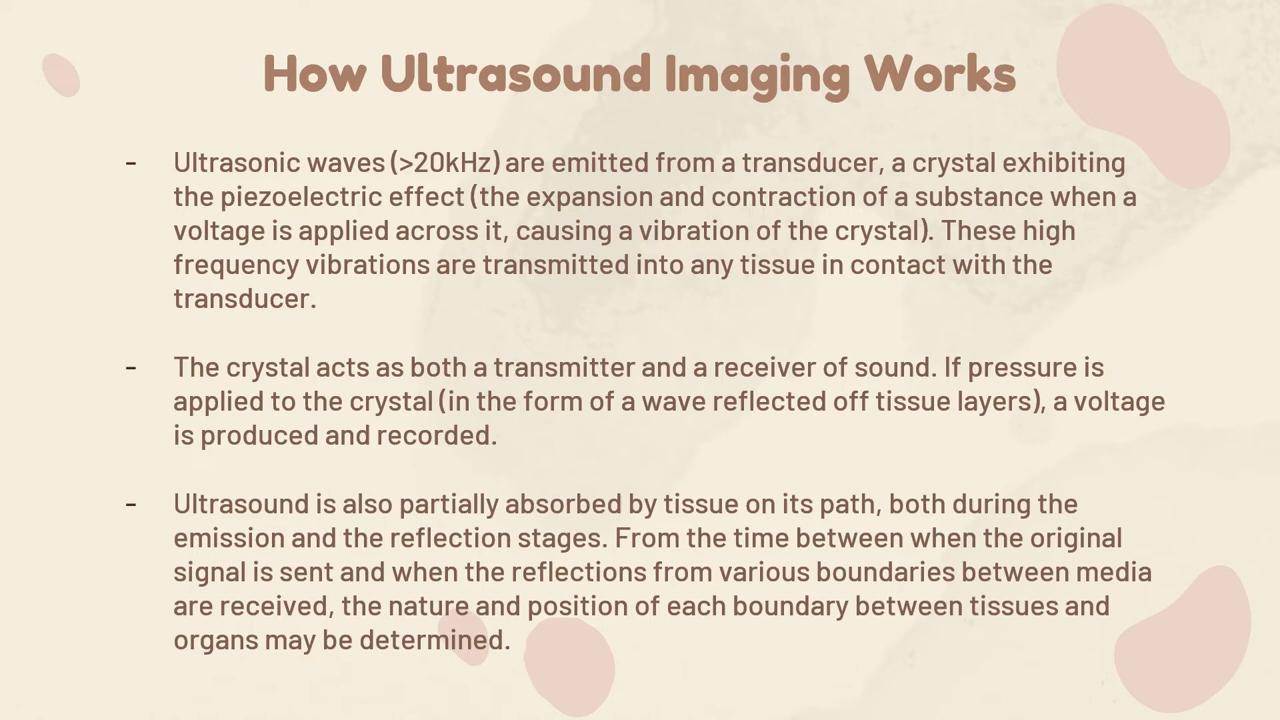 How Ultrasound Imaging Works
- Ultrasonic waves (>20kHz) are emitted from a transducer, a crystal exhibiting
the piezoelectric effect (the expansion and contraction of a substance when a
voltage is applied across it, causing a vibration of the crystal). These high
frequency vibrations are transmitted into any tissue in contact with the
transducer.
- The crystal acts as both a transmitter and a receiver of sound. If pressure is
applied to the crystal (in the form of a wave reflected off tissue layers), a voltage
is produced and recorded.
- Ultrasound is also partially absorbed by tissue on its path, both during the
emission and the reflection stages. From the time between when the original
signal is sent and when the reflections from various boundaries between media
are received, the nature and position of each boundary between tissues and
organs may be determined.